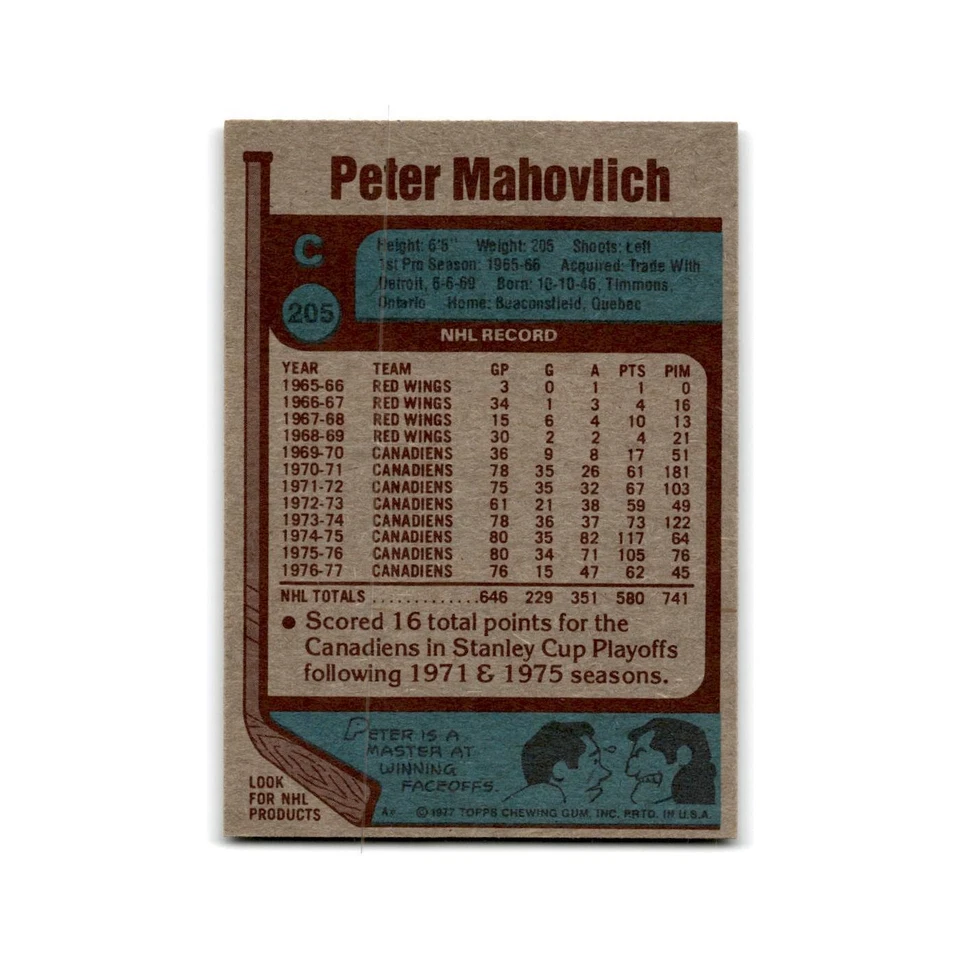 Peter Mahovlich
C
205
Height: 6'5" Weight: 205 Shoots: Left
1st Pro Season: 1965-66 Acquired: Trade With
Detroit, 6-6-69 Born: 10-10-46, Timmons,
Ontario Home: Beaconsfield, Quebec
NHL RECORD
YEAR TEAM GP G A PTS PIM
1965-66 RED WINGS 3 0 1 1 0
1966-67 RED WINGS 34 1 3 4 16
1967-68 RED WINGS 15 6 4 10 13
1968-69 RED WINGS 30 2 2 4 21
1969-70 CANADIENS 36 9 8 17 51
1970-71 CANADIENS 78 35 26 61 181
1971-72 CANADIENS 75 35 32 67 103
1972-73 CANADIENS 61 21 38 59 49
1973-74 CANADIENS 78 36 37 73 122
1974-75 CANADIENS 80 35 82 117 64
1975-76 CANADIENS 80 34 71 105 76
1976-77 CANADIENS 76 15 47 62 45
NHL TOTALS .............646 229 351 580 741
• Scored 16 total points for the
Canadiens in Stanley Cup Playoffs
following 1971 & 1975 seasons.
PETER IS A
MASTER AT
WINNING
FACEOFFS.
LOOK
FOR NHL
PRODUCTS
© 1977 TOPPS CHEWING GUM, INC. PRTD. IN U.S.A.